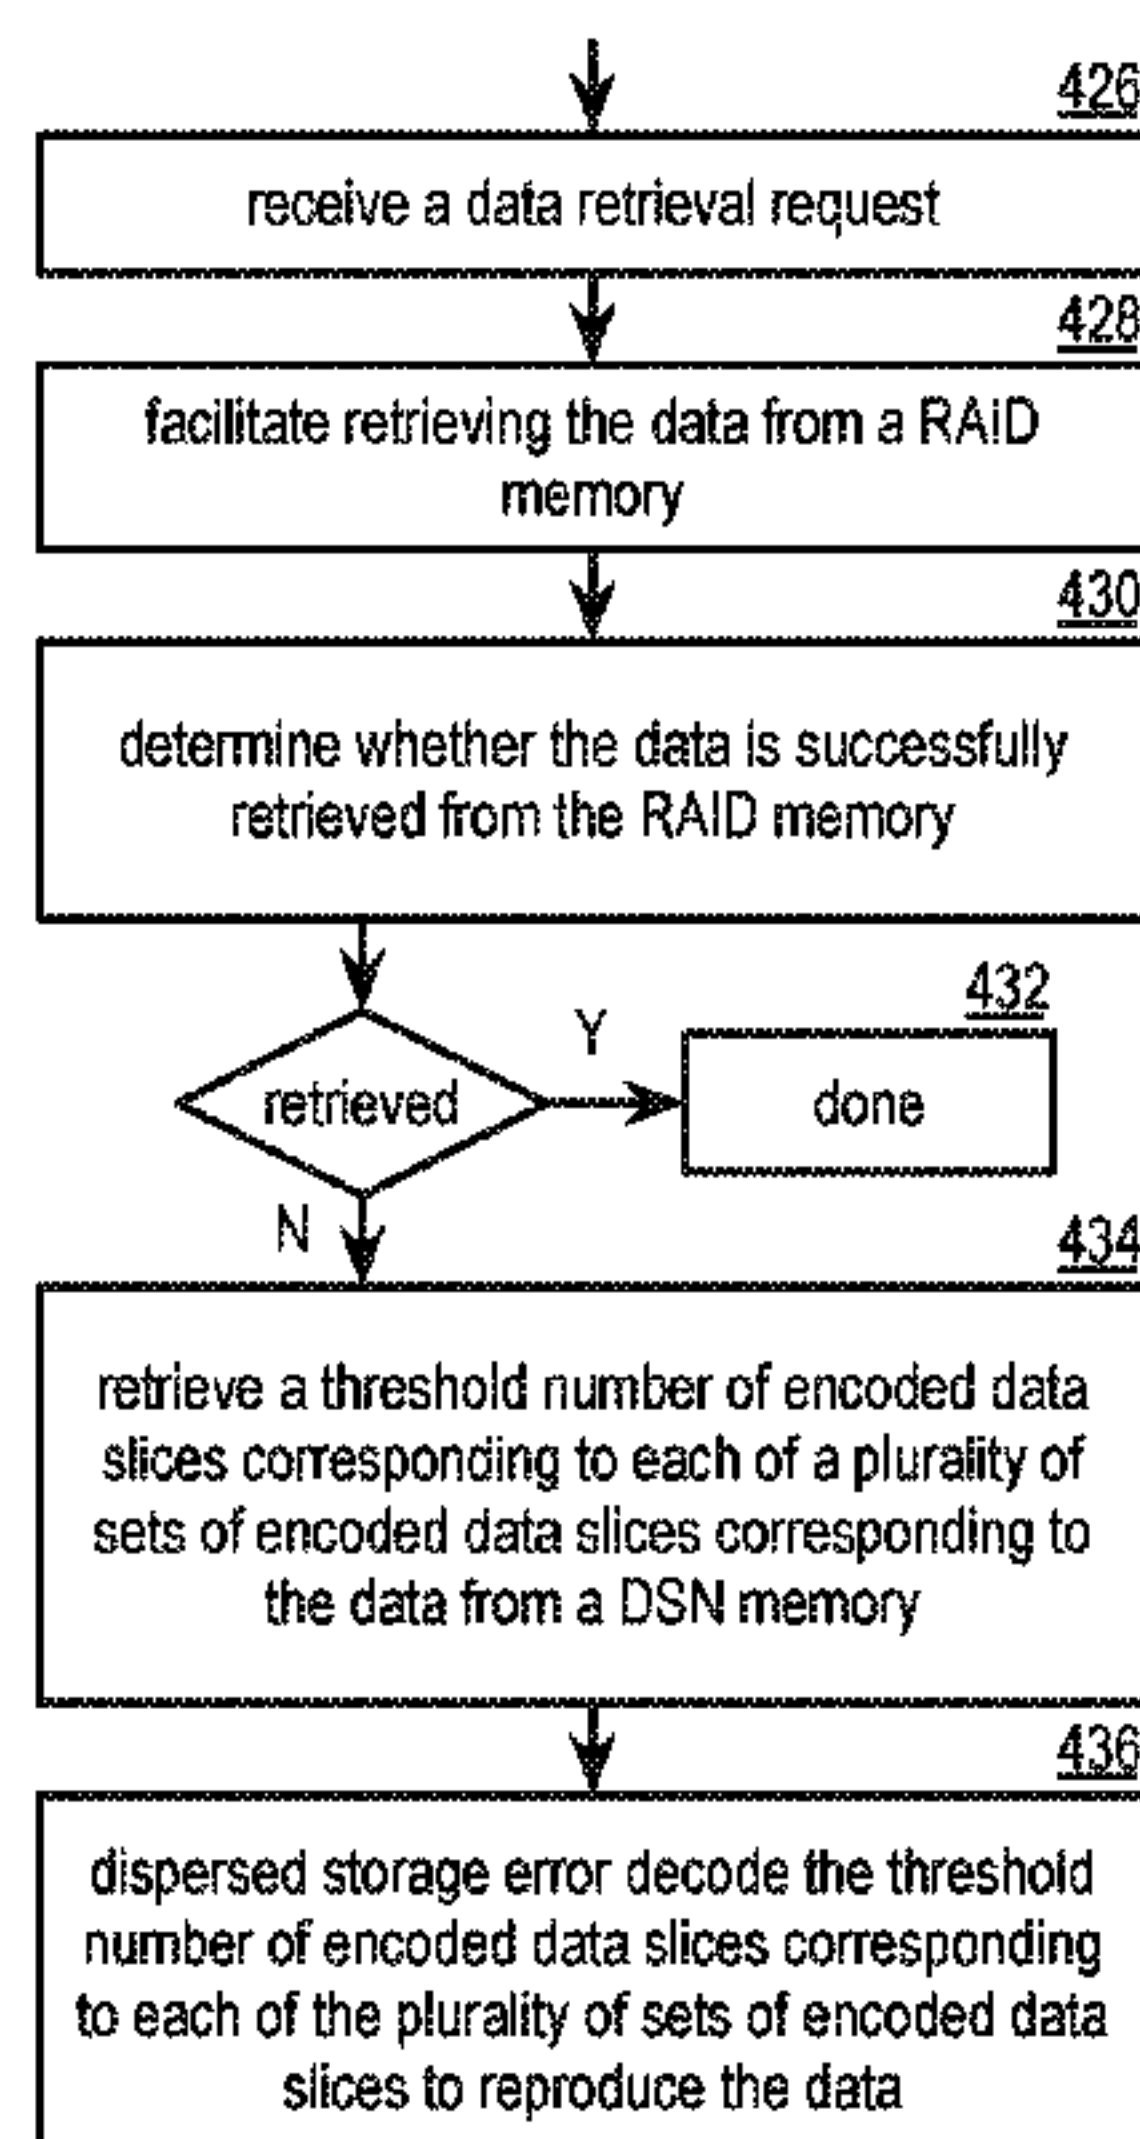 426
receive a data retrieval request
428
facilitate retrieving the data from a RAID
memory
430
determine whether the data is successfully
retrieved from the RAID memory
432
Y
retrieved
done
N
434
retrieve a threshold number of encoded data
slices corresponding to each of a plurality of
sets of encoded data slices corresponding to
the data from a DSN memory
436
dispersed storage error decode the threshold
number of encoded data slices corresponding
to each of the plurality of sets of encoded data
slices to reproduce the data